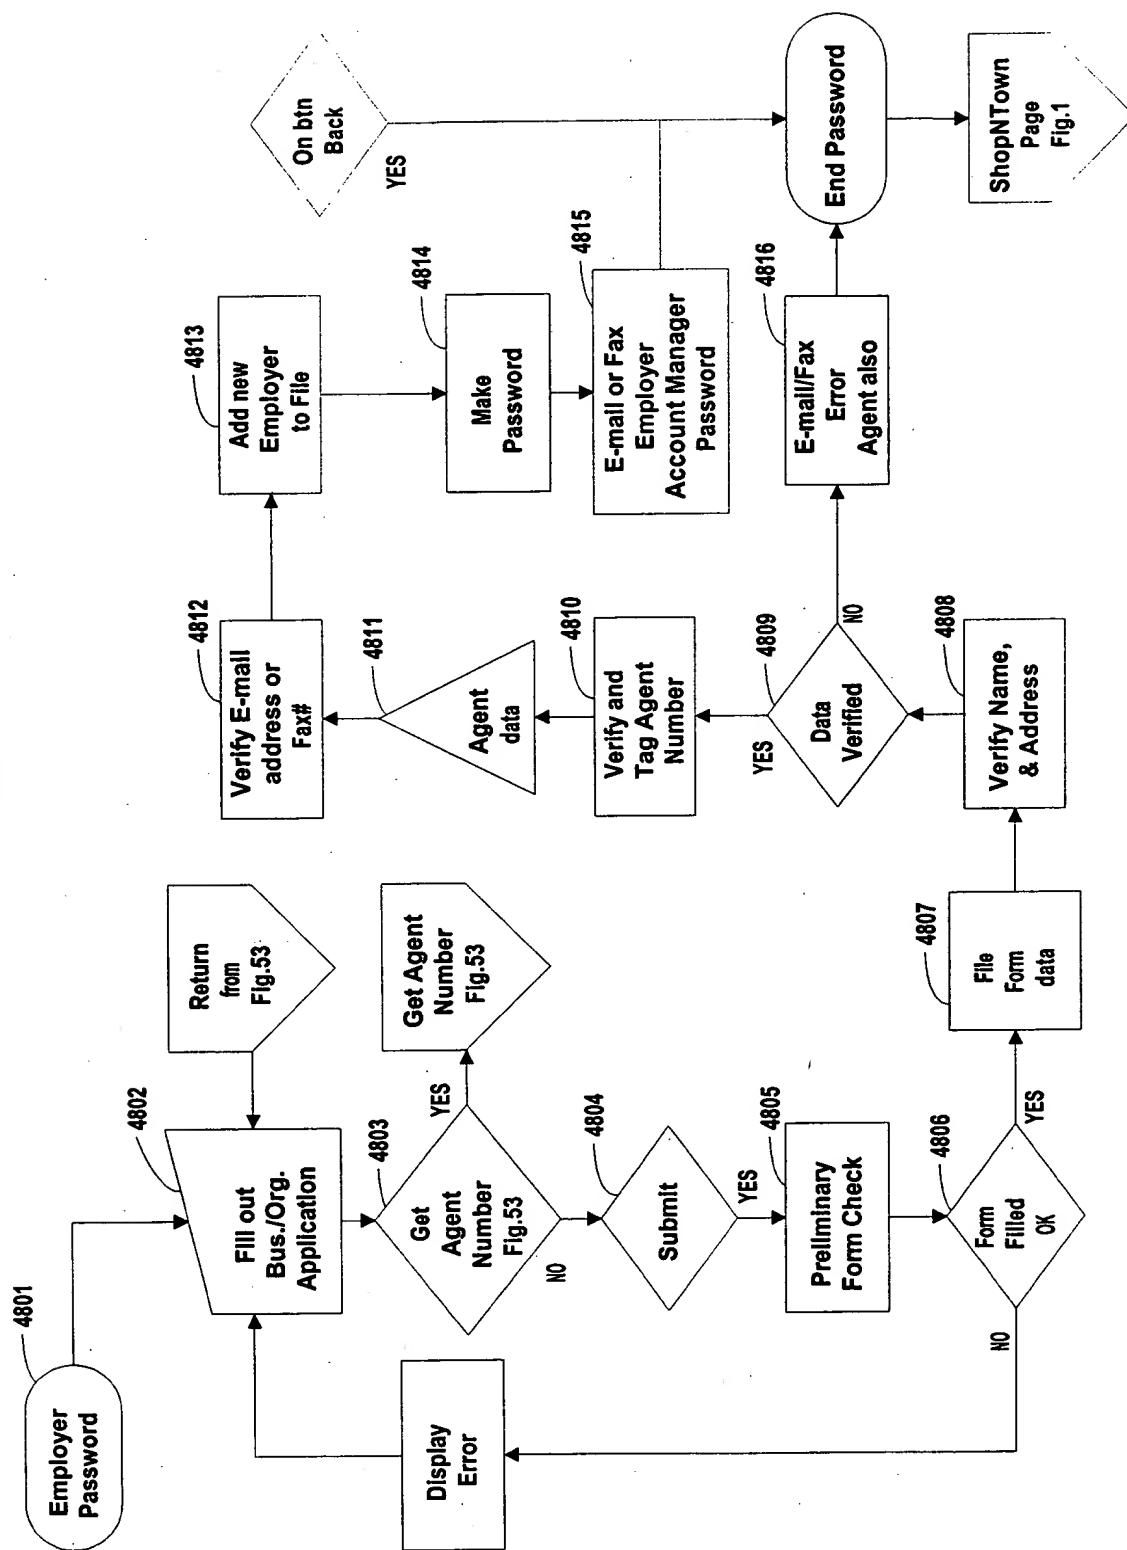 4801
Employer
Password
4802
Fill out
Bus./Org.
Application
Return
from
Fig.53
4803
Get
Agent
Number
Fig.53
YES
NO
Get Agent
Number
Fig.53
4804
Submit
YES
4805
Preliminary
Form Check
4806
Form
Filled
OK
NO
YES
Display
Error
4807
File
Form
data
4808
Verify Name,
& Address
4809
Data
Verified
YES
NO
4810
Verify and
Tag Agent
Number
4811
Agent
data
4812
Verify E-mail
address or
Fax#
4813
Add new
Employer
to File
4814
Make
Password
4815
E-mail or Fax
Employer
Account Manager
Password
4816
E-mail/Fax
Error
Agent also
On btn
Back
YES
End Password
ShopNTown
Page
Fig.1